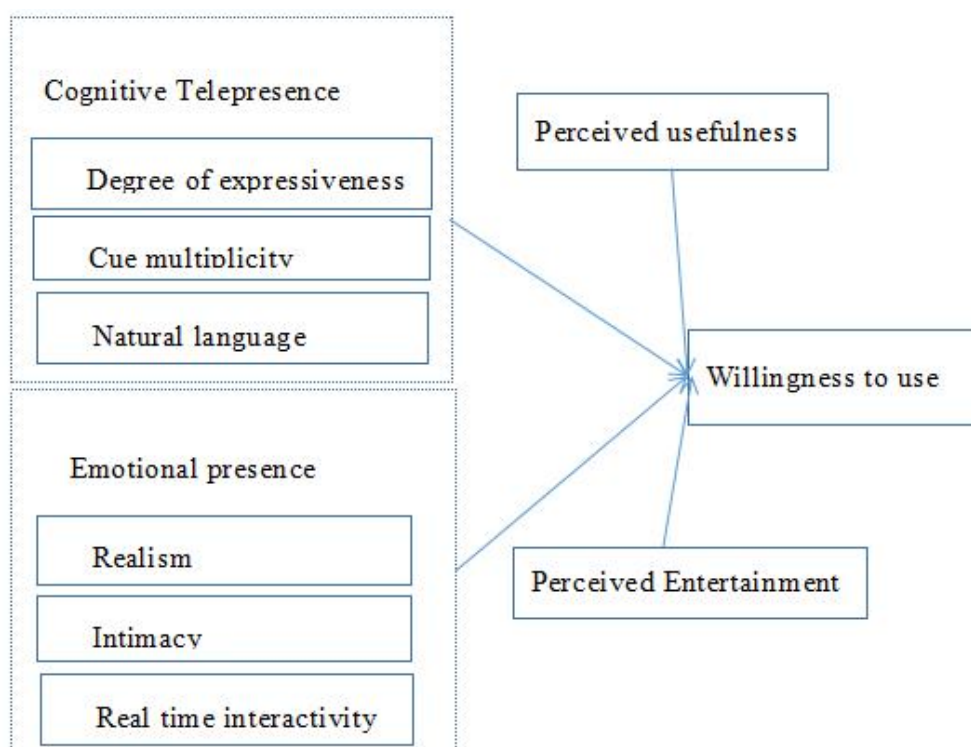 Cognitive Telepresence
Degree of expressiveness
Cue multiplicity
Natural language
Emotional presence
Realism
Intimacy
Real time interactivity
Perceived usefulness
Willingness to use
Perceived Entertainment